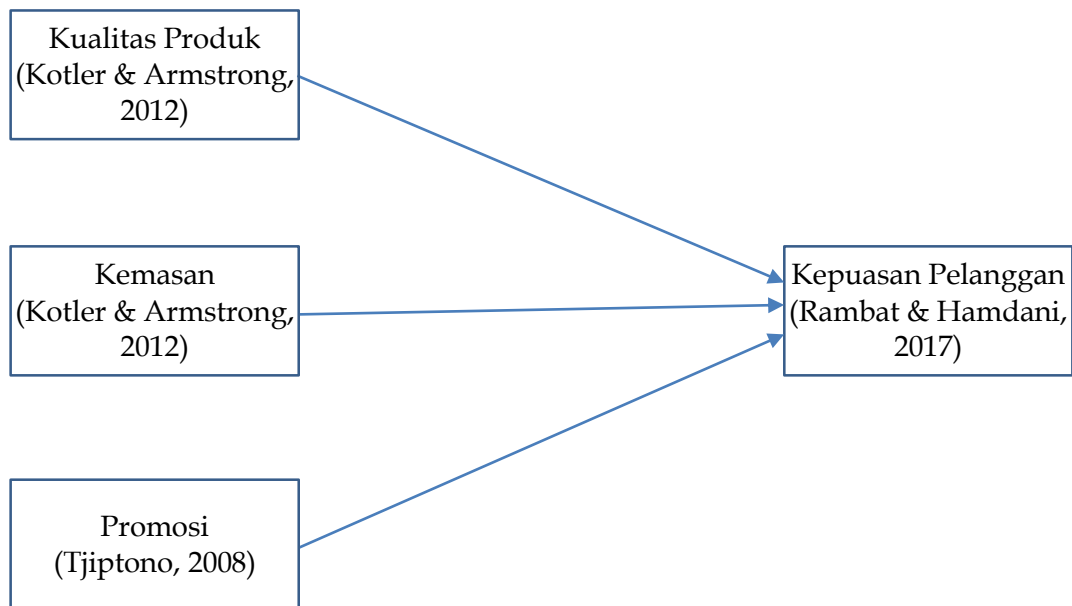 Kualitas Produk
(Kotler & Armstrong,
2012)
Kemasan
(Kotler & Armstrong,
2012)
Kepuasan Pelanggan
(Rambat & Hamdani,
2017)
Promosi
(Tjiptono, 2008)